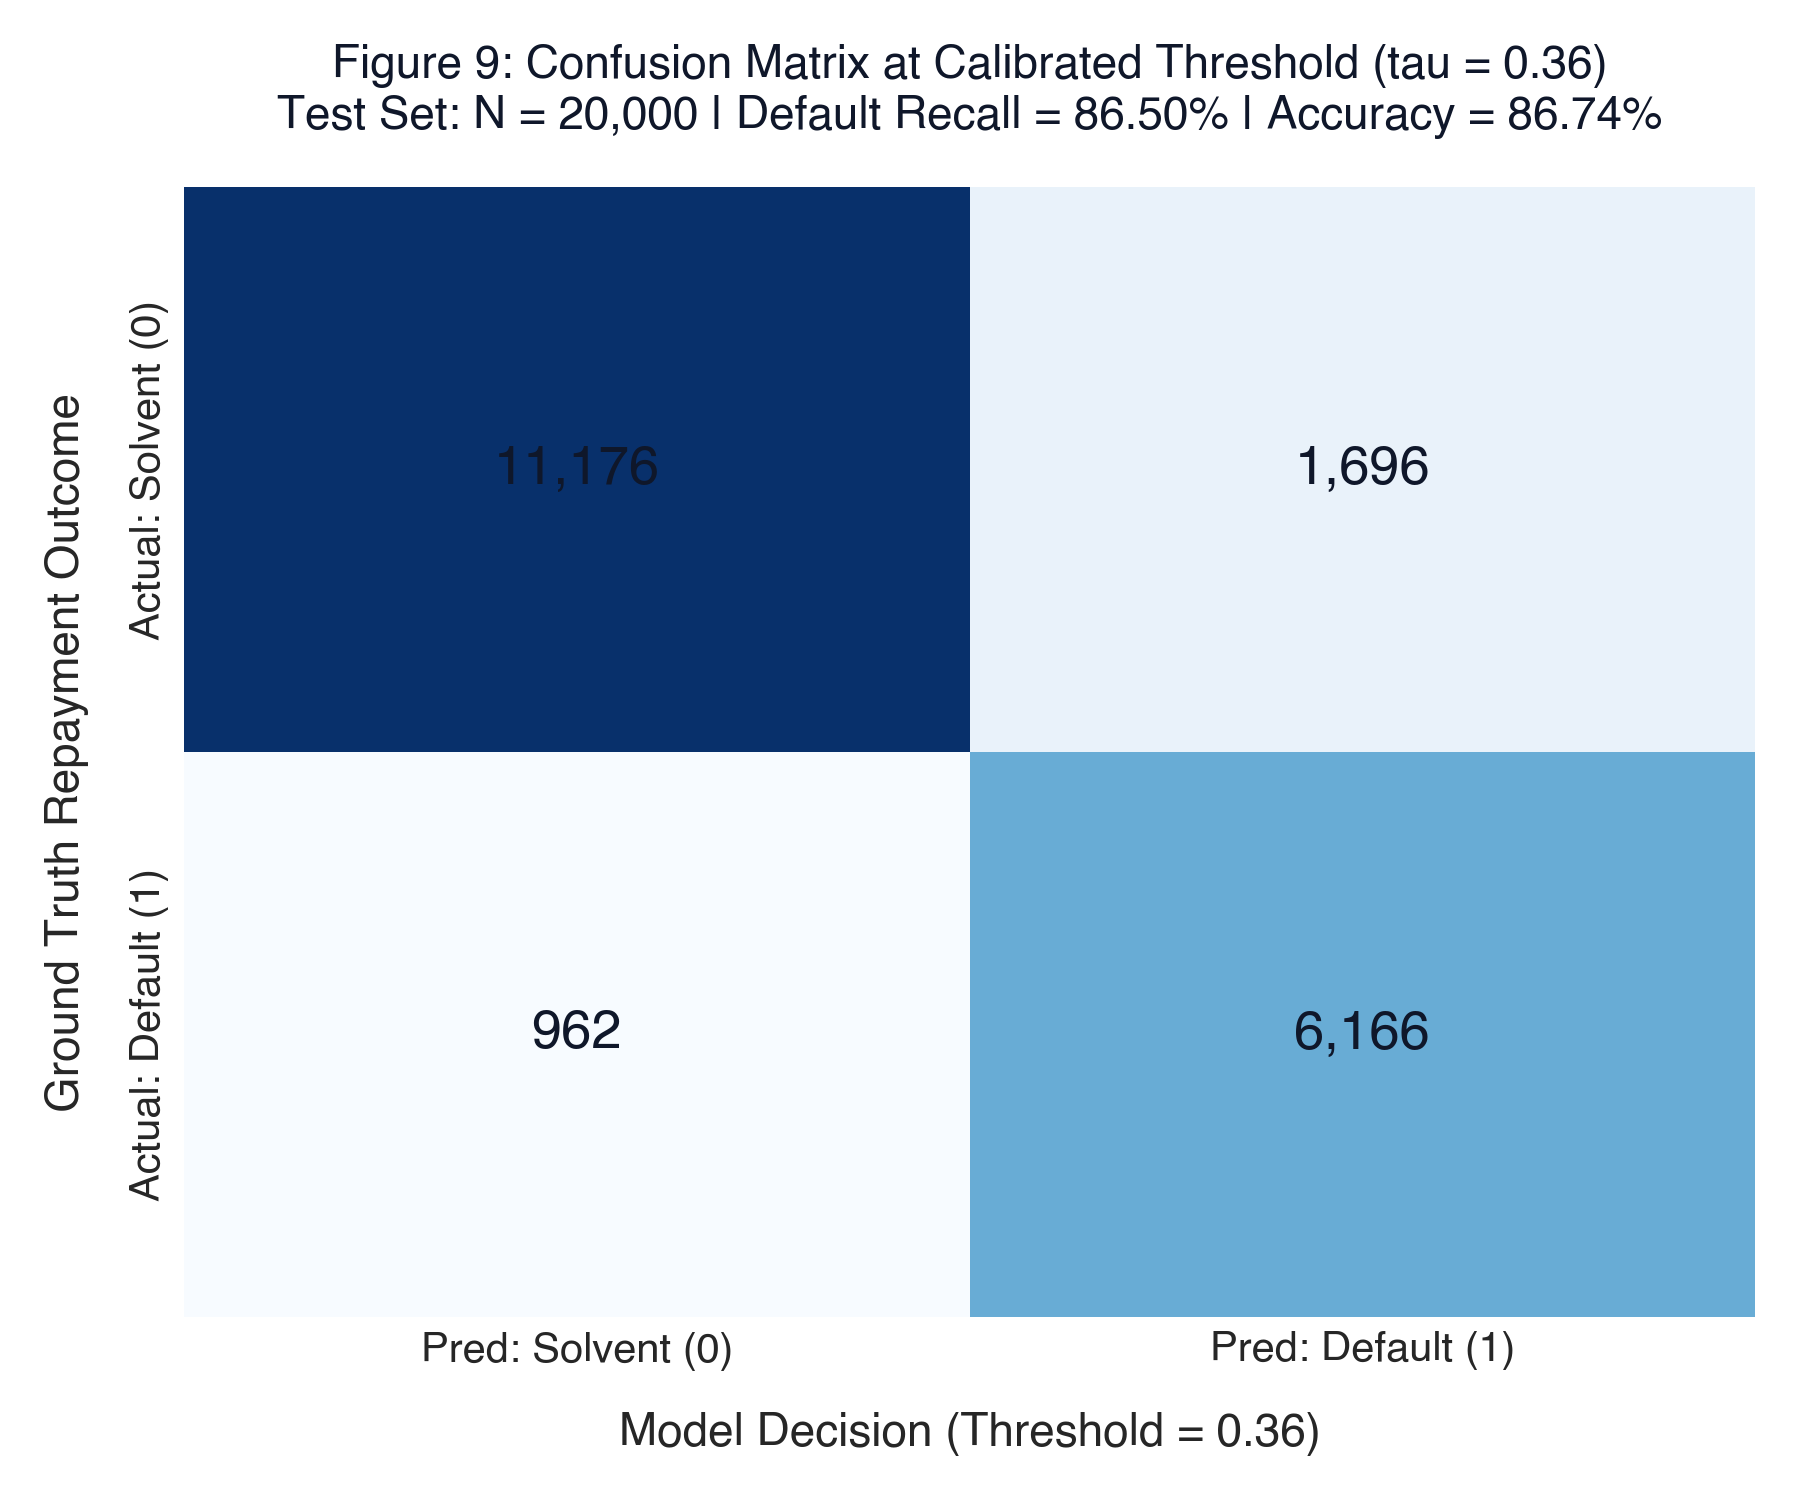 Figure 9: Confusion Matrix at Calibrated Threshold (tau = 0.36)
Test Set: N = 20,000 | Default Recall = 86.50% | Accuracy = 86.74%
Ground Truth Repayment Outcome
Actual: Solvent (0)
11,176
1,696
Actual: Default (1)
962
6,166
Pred: Solvent (0)
Pred: Default (1)
Model Decision (Threshold = 0.36)